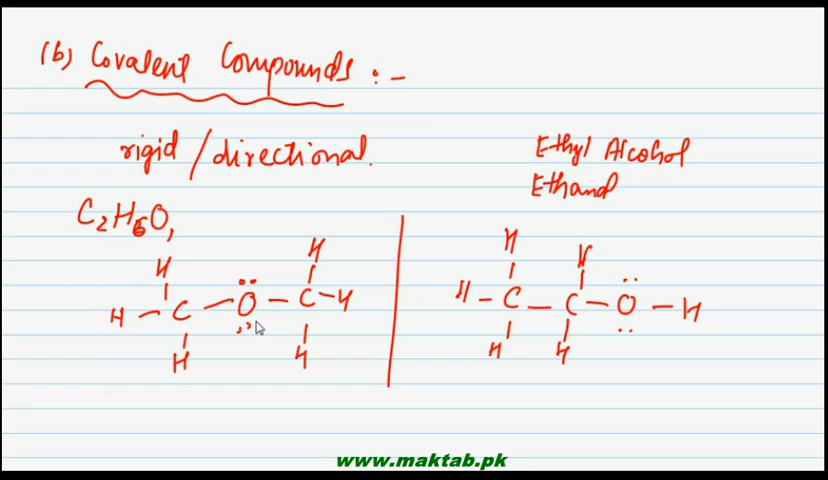 (b) Covalent Compounds :-
rigid / directional.
Ethyl Alcohol
Ethanol
C2H6O,
H H
H - C - O - C - H
H H
H H
H - C - C - O - H
H H
www.maktab.pk